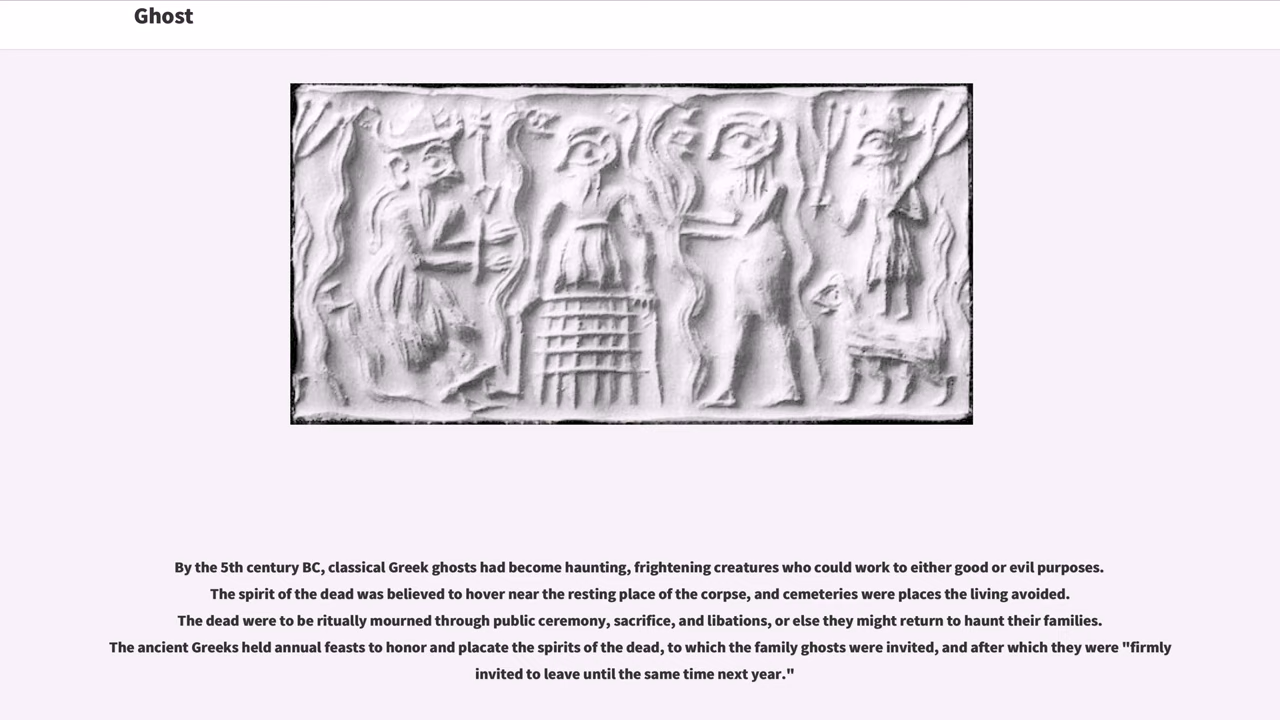 Ghost
By the 5th century BC, classical Greek ghosts had become haunting, frightening creatures who could work to either good or evil purposes.
The spirit of the dead was believed to hover near the resting place of the corpse, and cemeteries were places the living avoided.
The dead were to be ritually mourned through public ceremony, sacrifice, and libations, or else they might return to haunt their families.
The ancient Greeks held annual feasts to honor and placate the spirits of the dead, to which the family ghosts were invited, and after which they were "firmly
invited to leave until the same time next year."